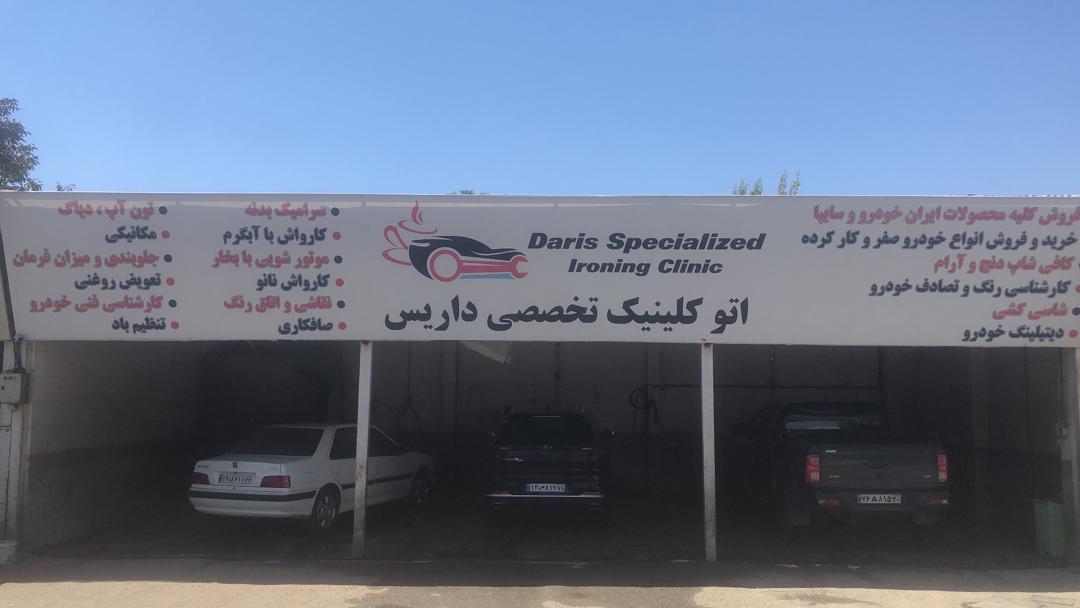 فروش کلیه محصولات ایران خودرو و سایپا
خرید و فروش انواع خودرو صفر و کار کرده
کافی شاپ دنج و آرام
کارشناسی رنگ و تصادف خودرو
شاسی کشی
دیتیلینگ خودرو
Daris Specialized
Ironing Clinic
اتو کلینیک تخصصی داریس
سرامیک بدنه
کارواش با آبگرم
موتور شویی با بخار
کارواش نانو
نقاشی و اتاق رنگ
صافکاری
تون آپ ، دیاگ
مکانیکی
جلوبندی و میزان فرمان
تعویض روغنی
کارشناسی فنی خودرو
تنظیم باد
KMC